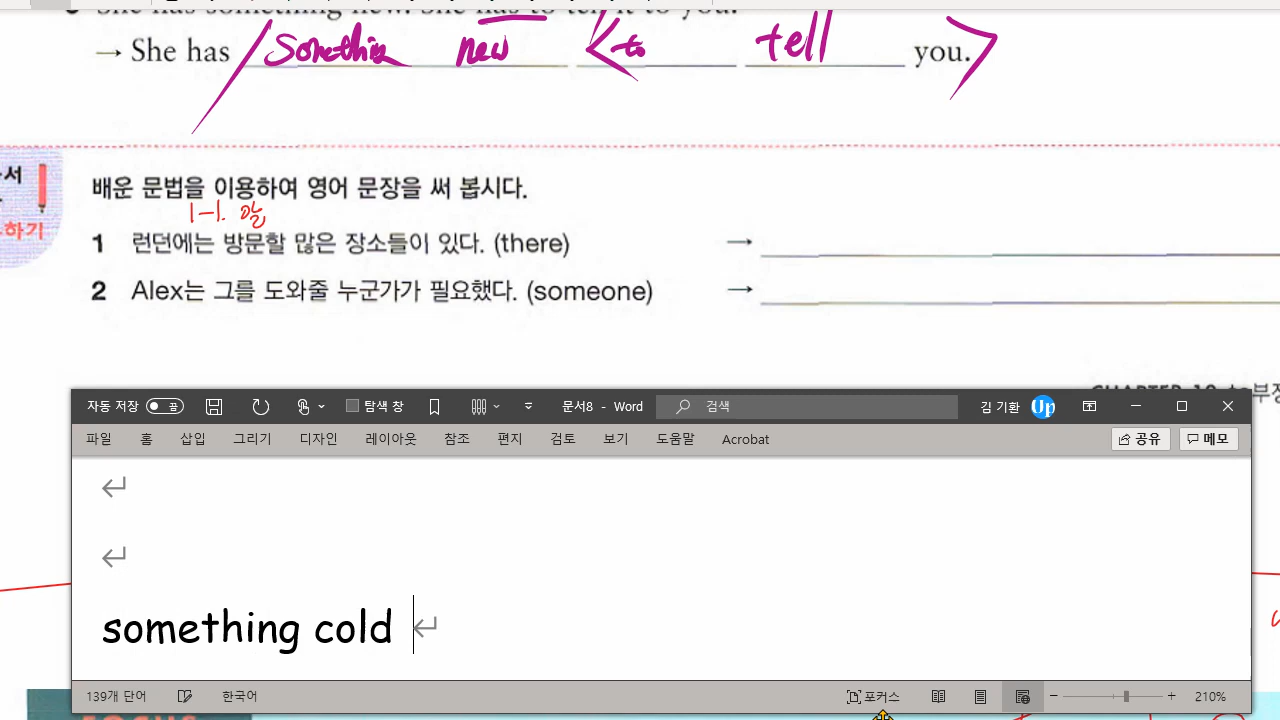 She has something new. She has to tell it to you.
→ She has something new to tell you.
배운 문법을 이용하여 영어 문장을 써 봅시다.
하기
1 런던에는 방문할 많은 장소들이 있다. (there) →
2 Alex는 그를 도와줄 누군가가 필요했다. (someone) →
자동 저장 끔 탐색 창 문서8 - Word 검색 김 기환 Up
파일 홈 삽입 그리기 디자인 레이아웃 참조 편지 검토 보기 도움말 Acrobat 공유 메모
something cold
139개 단어 한국어 포커스 210%